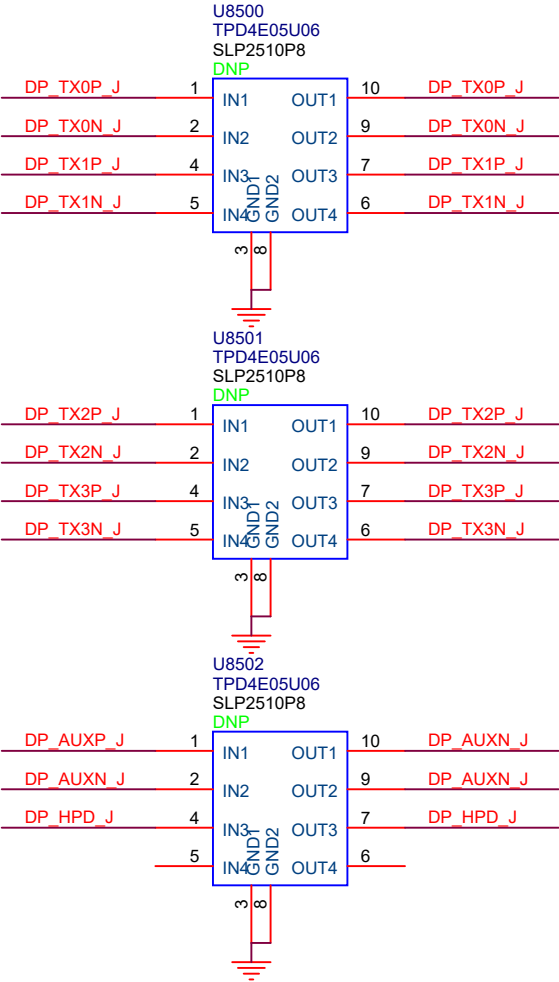 U8500
TPD4E05U06
SLP2510P8
DNP
DP_TX0P_J 1 IN1 OUT1 10 DP_TX0P_J
DP_TX0N_J 2 IN2 OUT2 9 DP_TX0N_J
DP_TX1P_J 4 IN3 OUT3 7 DP_TX1P_J
DP_TX1N_J 5 IN4 OUT4 6 DP_TX1N_J
GND1 GND2
3 8
U8501
TPD4E05U06
SLP2510P8
DNP
DP_TX2P_J 1 IN1 OUT1 10 DP_TX2P_J
DP_TX2N_J 2 IN2 OUT2 9 DP_TX2N_J
DP_TX3P_J 4 IN3 OUT3 7 DP_TX3P_J
DP_TX3N_J 5 IN4 OUT4 6 DP_TX3N_J
GND1 GND2
3 8
U8502
TPD4E05U06
SLP2510P8
DNP
DP_AUXP_J 1 IN1 OUT1 10 DP_AUXN_J
DP_AUXN_J 2 IN2 OUT2 9 DP_AUXN_J
DP_HPD_J 4 IN3 OUT3 7 DP_HPD_J
5 IN4 OUT4 6
GND1 GND2
3 8